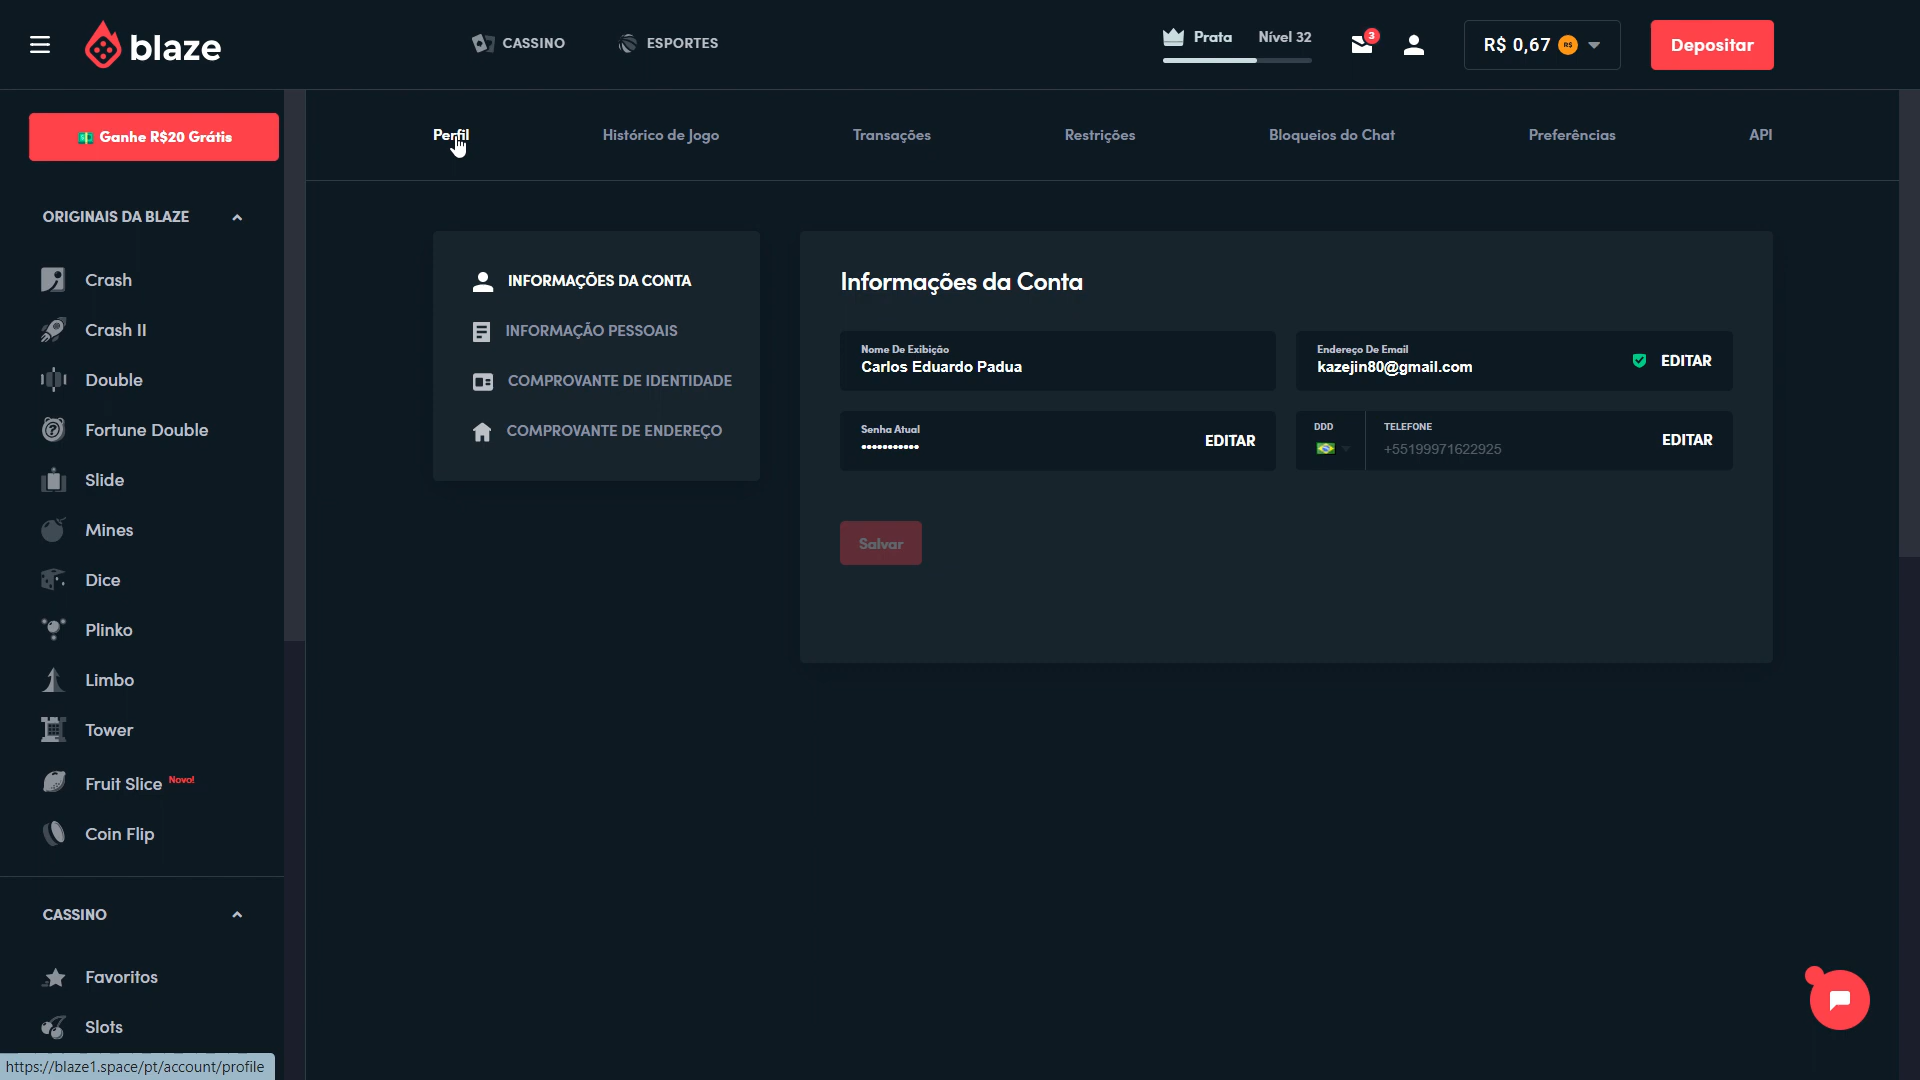 blaze
CASSINO
ESPORTES
Prata
Nível 32
3
R$ 0,67
R$
Depositar
Ganhe R$20 Grátis
Perfil
Histórico de Jogo
Transações
Restrições
Bloqueios do Chat
Preferências
API
ORIGINAIS DA BLAZE
Crash
Crash II
Double
Fortune Double
Slide
Mines
Dice
Plinko
Limbo
Tower
Fruit Slice Novo!
Coin Flip
CASSINO
Favoritos
Slots
INFORMAÇÕES DA CONTA
INFORMAÇÃO PESSOAIS
COMPROVANTE DE IDENTIDADE
COMPROVANTE DE ENDEREÇO
Informações da Conta
Nome De Exibição
Carlos Eduardo Padua
Endereço De Email
kazejin80@gmail.com
EDITAR
Senha Atual
•••••••••••
EDITAR
DDD
TELEFONE
+55199971622925
EDITAR
Salvar
https://blaze1.space/pt/account/profile